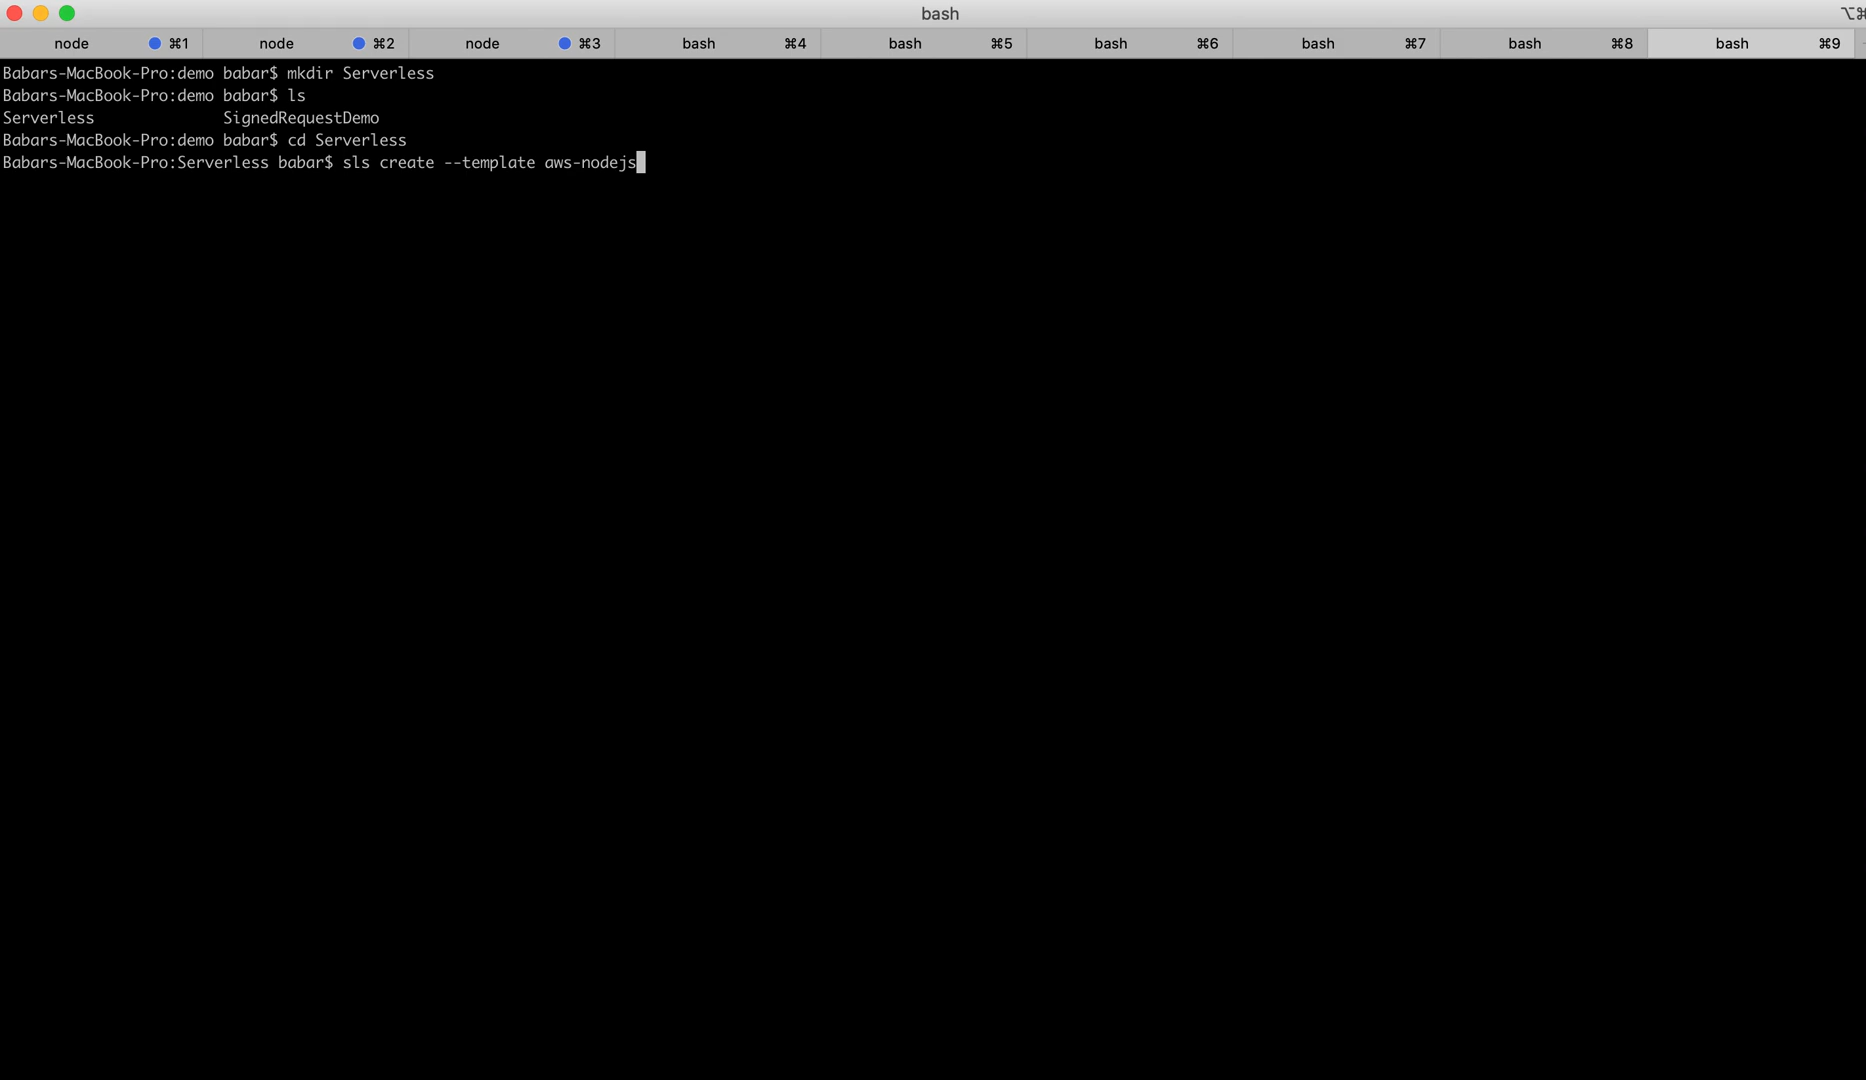 bash ⌥⌘
node ⌘1 node ⌘2 node ⌘3 bash ⌘4 bash ⌘5 bash ⌘6 bash ⌘7 bash ⌘8 bash ⌘9
Babars-MacBook-Pro:demo babar$ mkdir Serverless
Babars-MacBook-Pro:demo babar$ ls
Serverless SignedRequestDemo
Babars-MacBook-Pro:demo babar$ cd Serverless
Babars-MacBook-Pro:Serverless babar$ sls create --template aws-nodejs